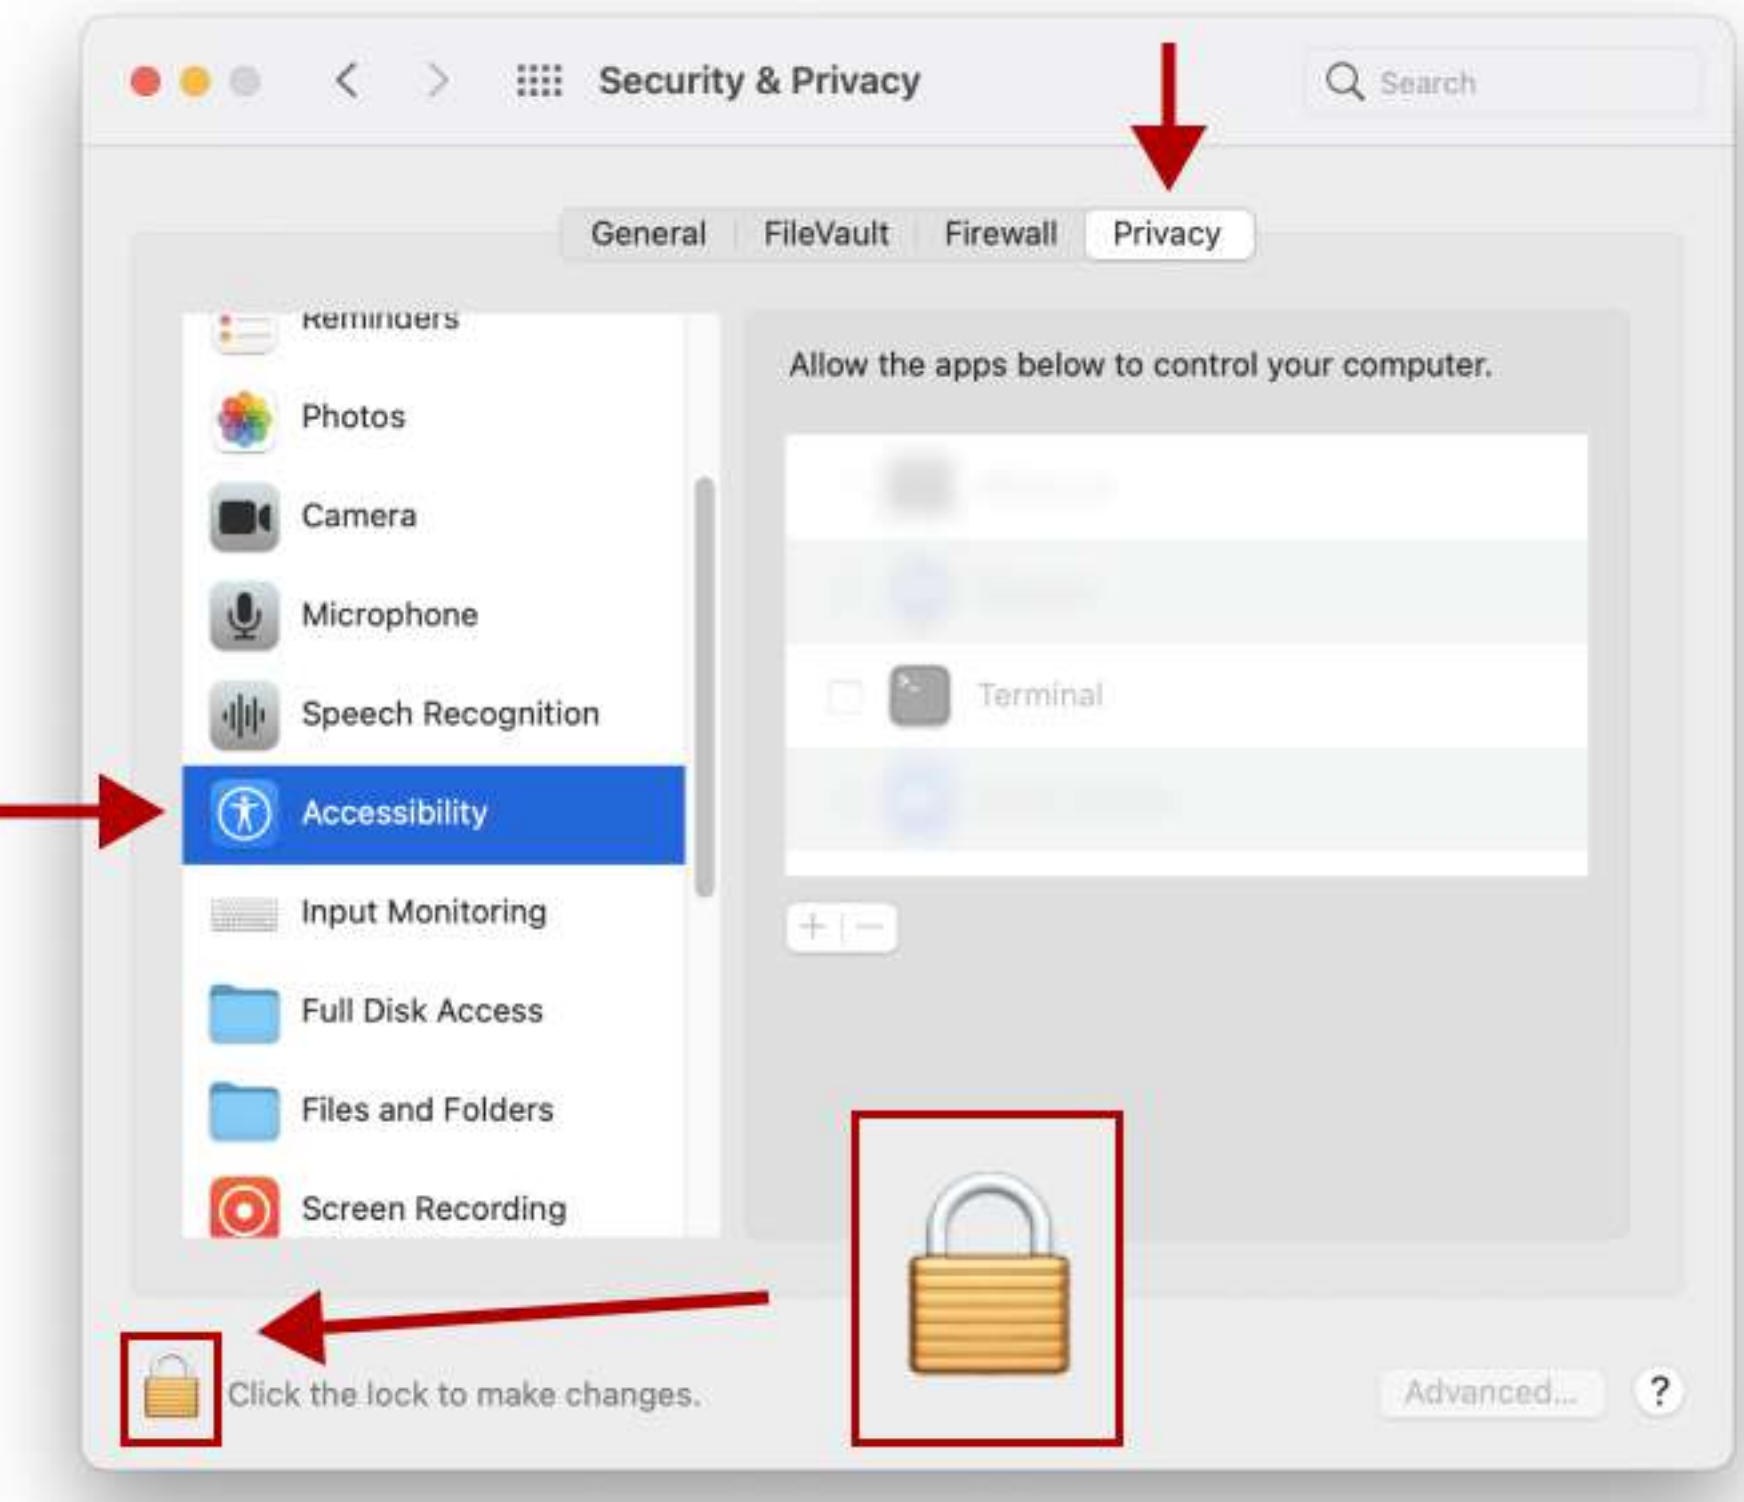 Security & Privacy
Search
General
FileVault
Firewall
Privacy
Reminders
Photos
Camera
Microphone
Speech Recognition
Accessibility
Input Monitoring
Full Disk Access
Files and Folders
Screen Recording
Allow the apps below to control your computer.
Terminal
Click the lock to make changes.
Advanced...
?